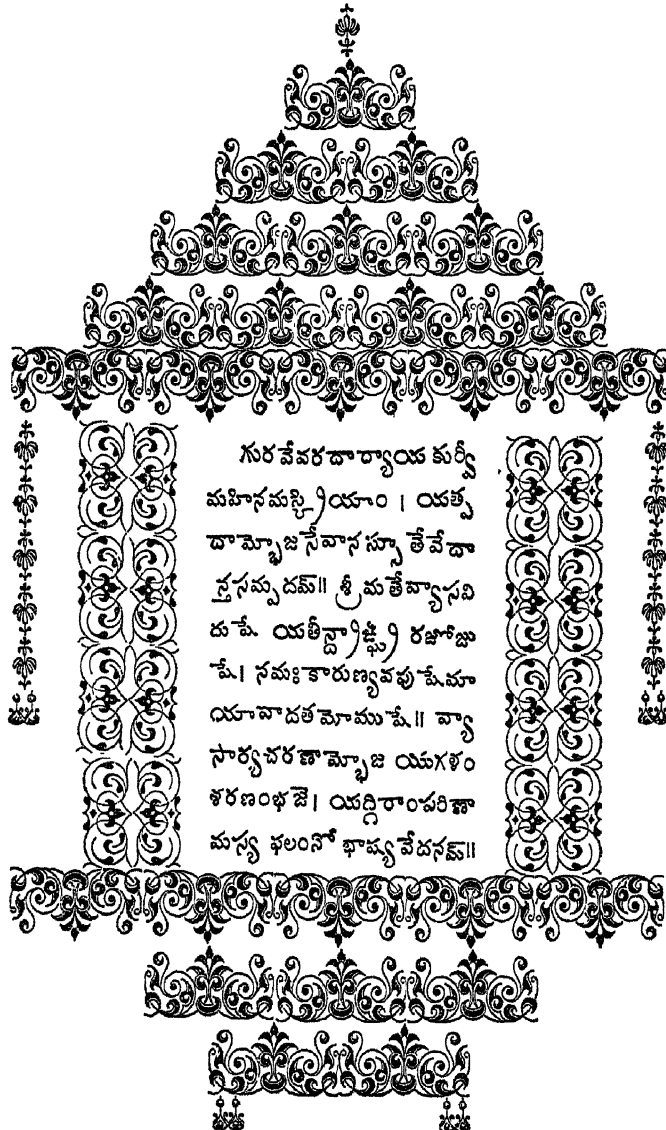 గురవేవరదార్యాయ కుర్వీ
మహినమస్క్రియాం । యత్ప
దామ్భోజ సేవాన స్సూ తేవేదా
న్తసమ్పదమ్॥ శ్రీ మతేవ్యాసవి
దు షే యతీన్ద్రాఙ్ఘ్రి రజోజు
షే। నమః కారుణ్యవపు షేమా
యావాదతమోము షే॥ వ్యా
సార్యచరణామ్భోజ యుగళం
శరణంభజె। యద్గిరాంపరిణా
మస్య ఫలంనో భాష్యవేదనమ్॥